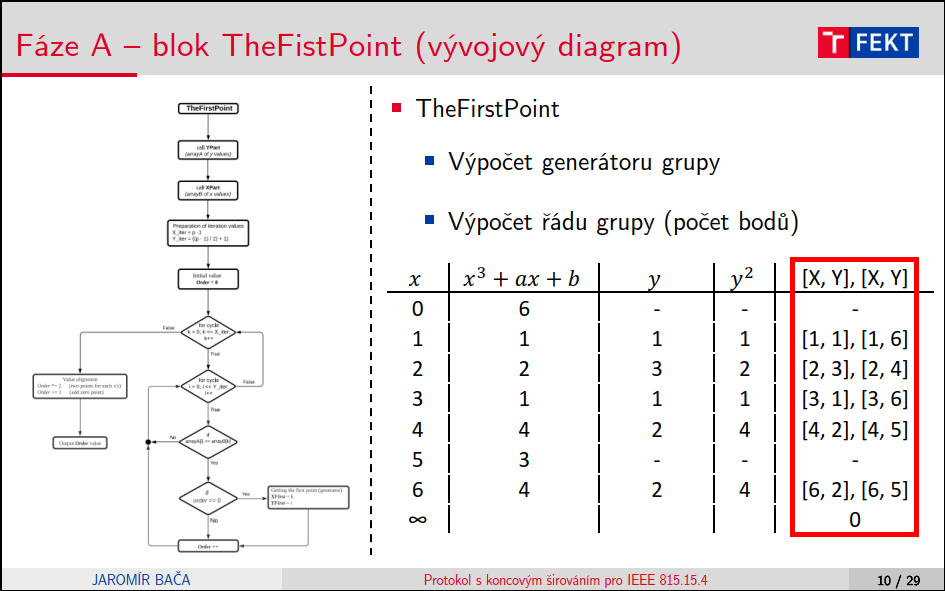 Fáze A – blok TheFistPoint (vývojový diagram)
T FEKT
TheFirstPoint
call YPart
(arrayA of y values)
call XPart
(arrayB of x values)
Preparation of iteration values
X_iter = p -1
Y_iter = ((p - 1) / 2) + 1)
Initial value
Order = 0
for cycle
k = 0; k <= X_iter;
k++
False
True
for cycle
i = 0; i <= Y_iter;
i++
False
True
Value alignment
Order *= 2 (two points for each x's)
Order += 1 (add zero point)
Output Order value
if
arrayA[i] == arrayB[k]
No
Yes
if
order == 0
Yes
No
Getting the first point (generator)
XFirst = k
YFirst = i
Order ++
TheFirstPoint
Výpočet generátoru grupy
Výpočet řádu grupy (počet bodů)
x x³ + ax + b y y² [X, Y], [X, Y]
0 6 - - -
1 1 1 1 [1, 1], [1, 6]
2 2 3 2 [2, 3], [2, 4]
3 1 1 1 [3, 1], [3, 6]
4 4 2 4 [4, 2], [4, 5]
5 3 - - -
6 4 2 4 [6, 2], [6, 5]
∞ 0
JAROMÍR BAČA
Protokol s koncovým šifrováním pro IEEE 815.15.4
10 / 29